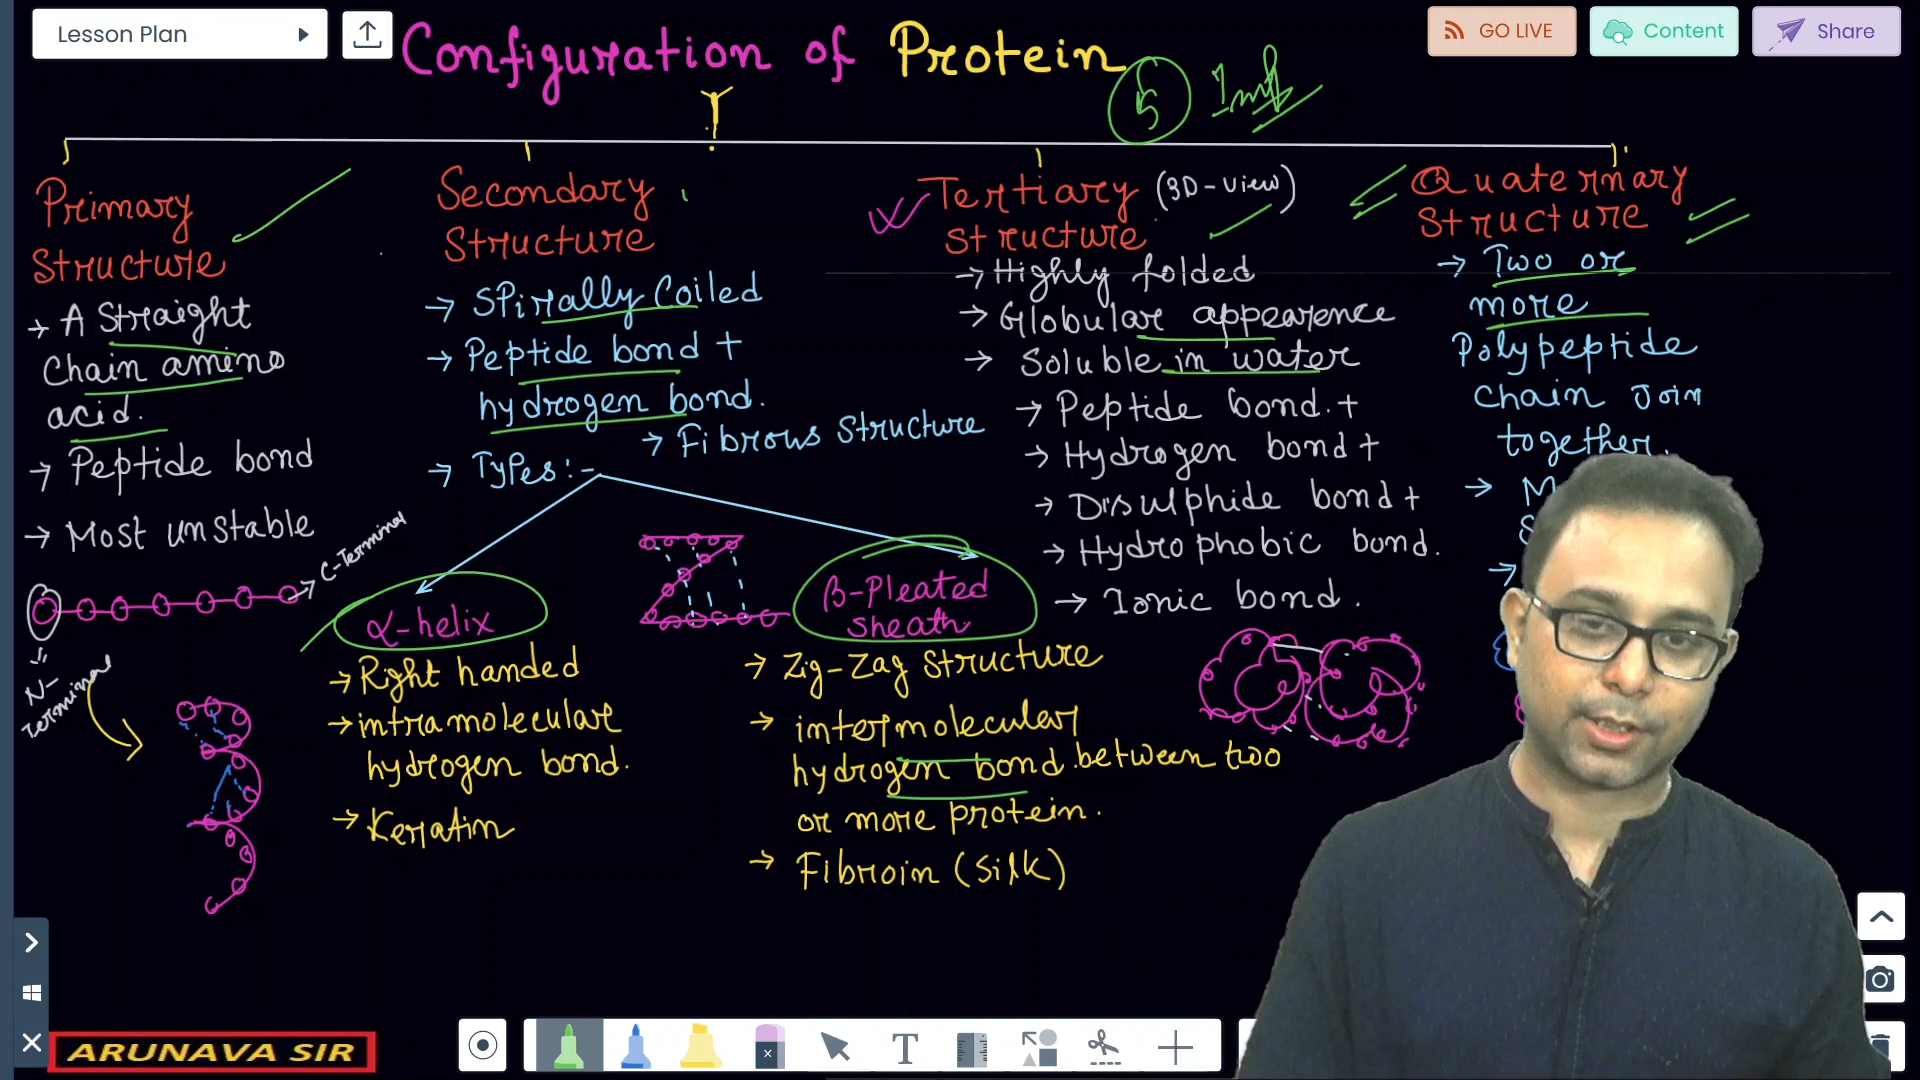 Lesson Plan
GO LIVE
Content
Share
Configuration of Protein
5
Imp
Primary
Structure
→ A Straight
Chain amino
acid.
→ Peptide bond
→ Most unstable
C-Terminal
N-
Terminal
Secondary
Structure
→ Spirally Coiled
→ Peptide bond +
hydrogen bond.
→ Fibrous Structure
→ Types:-
α-helix
→ Right handed
→ intramolecular
hydrogen bond.
→ Keratin
β-Pleated
sheath
→ Zig-Zag Structure
→ intermolecular
hydrogen bond between two
or more protein.
→ Fibroin (Silk)
Tertiary (3D-view)
Structure
→ Highly folded
→ Globular appearence
→ Soluble in water
→ Peptide bond.+
→ Hydrogen bond +
→ Disulphide bond +
→ Hydrophobic bond.
→ Ionic bond.
Quaternary
Structure
→ Two or
more
Polypeptide
Chain Join
together.
ARUNAVA SIR
T